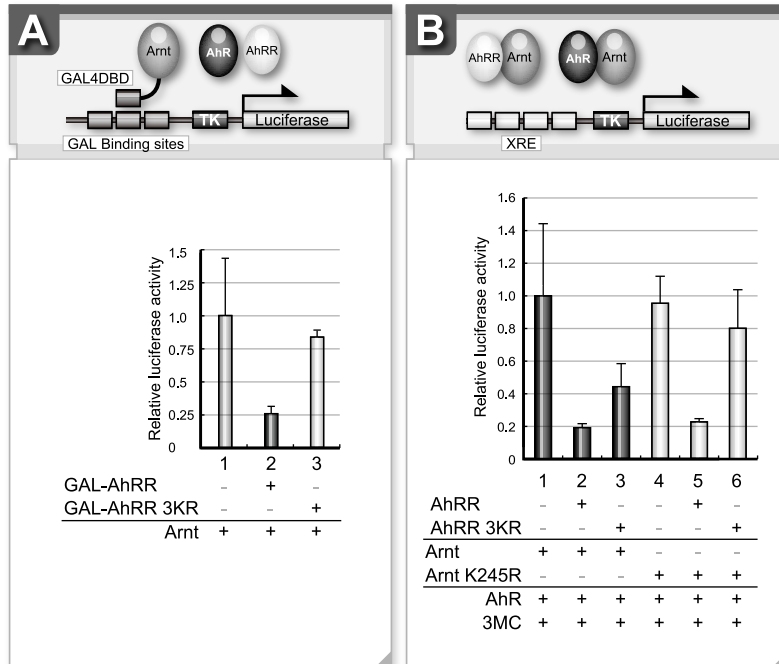 A
Arnt
AhR
AhRR
GAL4DBD
TK
Luciferase
GAL Binding sites
Relative luciferase activity
1.5
1.25
1.0
0.75
0.5
0.25
0
1 2 3
GAL-AhRR - + -
GAL-AhRR 3KR - - +
Arnt + + +
B
AhRR
Arnt
AhR
Arnt
TK
Luciferase
XRE
Relative luciferase activity
1.6
1.4
1.2
1.0
0.8
0.6
0.4
0.2
0
1 2 3 4 5 6
AhRR - + - - + -
AhRR 3KR - - + - - +
Arnt + + + - - -
Arnt K245R - - - + + +
AhR + + + + + +
3MC + + + + + +